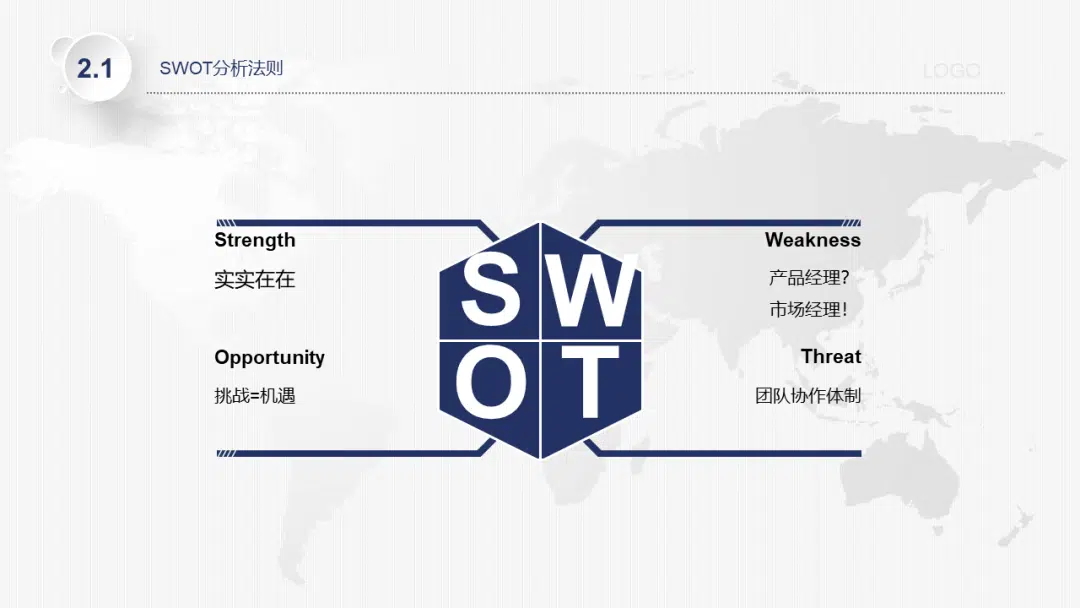 2.1
SWOT分析法则
LOGO
Strength
实实在在
Weakness
产品经理?
市场经理!
S W
O T
Opportunity
挑战=机遇
Threat
团队协作体制